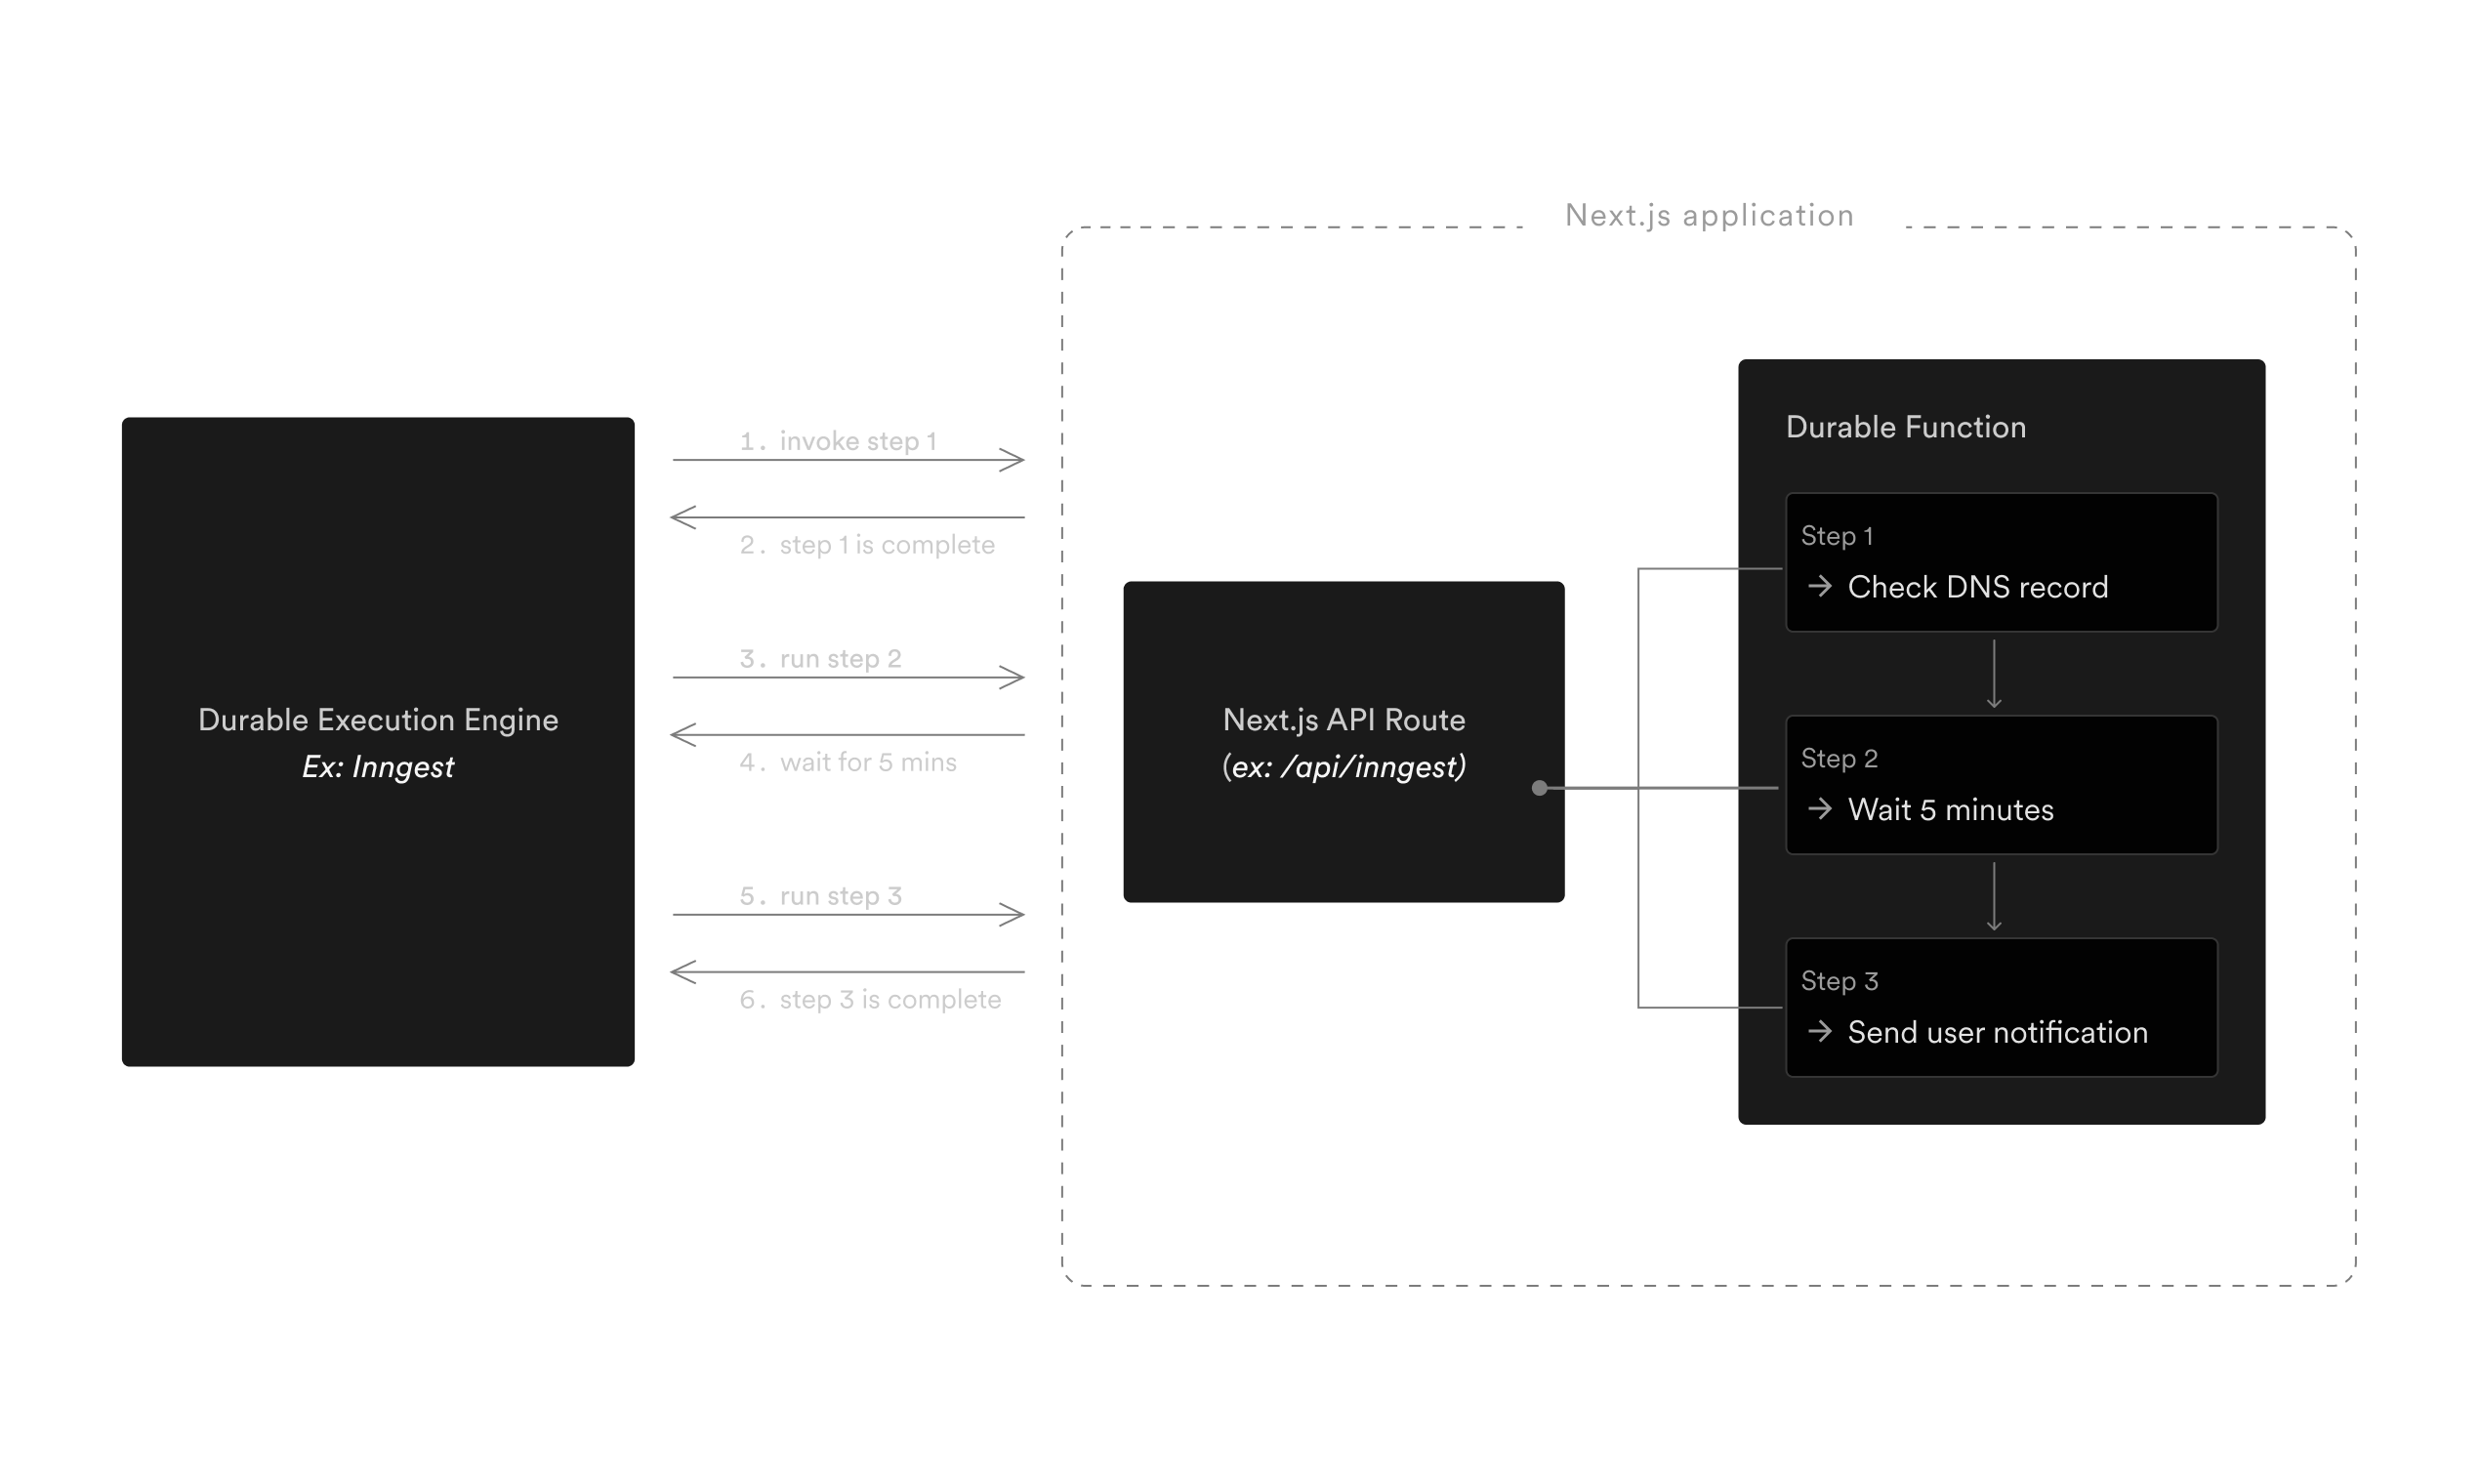 Next.js application
Durable Execution Engine
Ex: Inngest
1. invoke step 1
2. step 1 is complete
3. run step 2
4. wait for 5 mins
5. run step 3
6. step 3 is complete
Next.js API Route
(ex: /api/inngest)
Durable Function
Step 1
→ Check DNS record
Step 2
→ Wait 5 minutes
Step 3
→ Send user notification